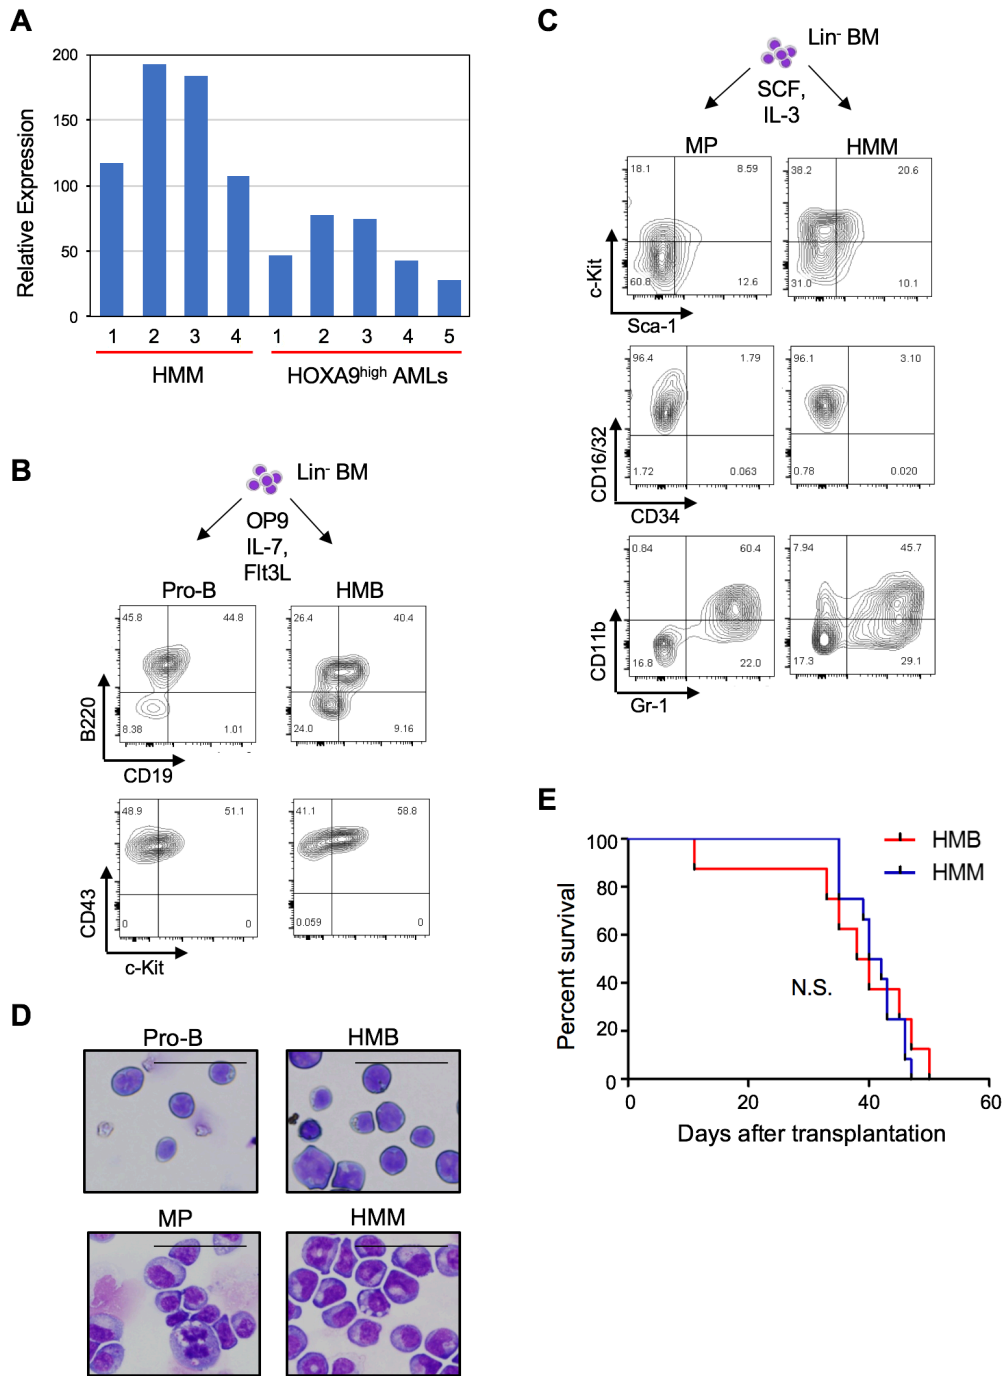 A
200
150
100
50
0
Relative Expression
1 2 3 4 1 2 3 4 5
HMM HOXA9high AMLs
B
Lin- BM
OP9
IL-7,
Flt3L
Pro-B HMB
45.8 44.8 26.4 40.4
8.38 1.01 24.0 9.16
B220
CD19
48.9 51.1 41.1 58.8
0 0 0.059 0
CD43
c-Kit
C
Lin- BM
SCF,
IL-3
MP HMM
18.1 8.59 38.2 20.6
60.8 12.6 31.0 10.1
c-Kit
Sca-1
96.4 1.79 96.1 3.10
1.72 0.063 0.78 0.020
CD16/32
CD34
0.84 60.4 7.94 45.7
16.8 22.0 17.3 29.1
CD11b
Gr-1
D
Pro-B HMB
MP HMM
E
100
80
60
40
20
0
Percent survival
HMB
HMM
N.S.
0 20 40 60
Days after transplantation